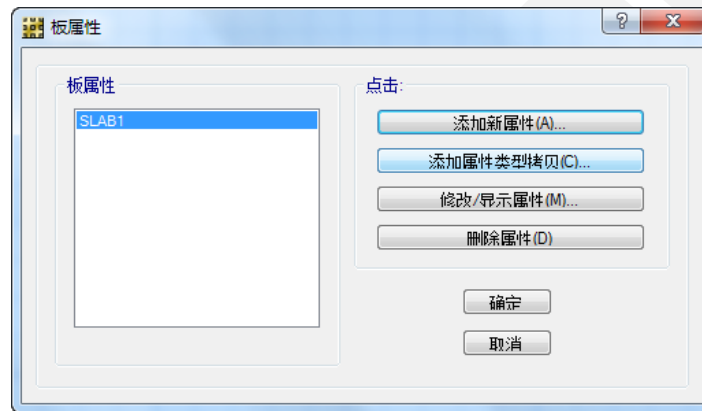 板属性
板属性
SLAB1
点击:
添加新属性(A)...
添加属性类型拷贝(C)...
修改/显示属性(M)...
删除属性(D)
确定
取消